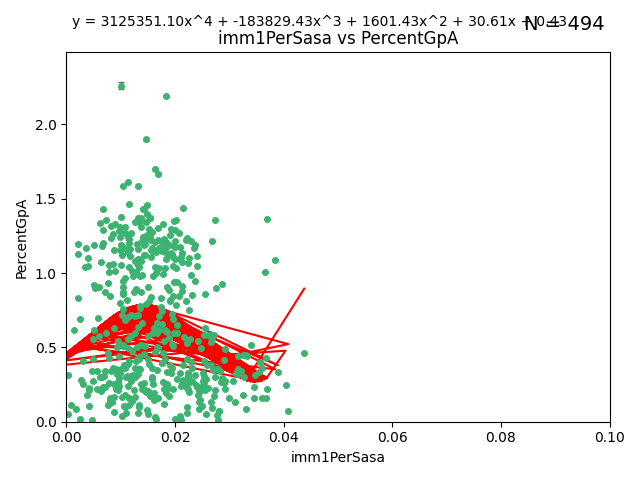 y = 3125351.10x^4 + -183829.43x^3 + 1601.43x^2 + 30.61x + 0.43
N = 494
imm1PerSasa vs PercentGpA
PercentGpA
2.0
1.5
1.0
0.5
0.0
0.00 0.02 0.04 0.06 0.08 0.10
imm1PerSasa